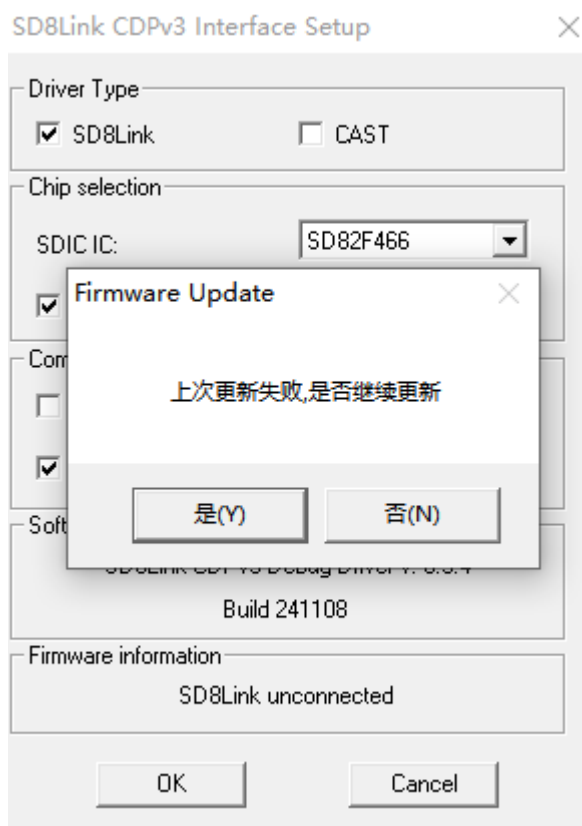 SD8Link CDPv3 Interface Setup
Driver Type
SD8Link
CAST
Chip selection
SDIC IC:
SD82F466
Firmware Update
上次更新失败,是否继续更新
是(Y)
否(N)
Build 241108
Firmware information
SD8Link unconnected
OK
Cancel